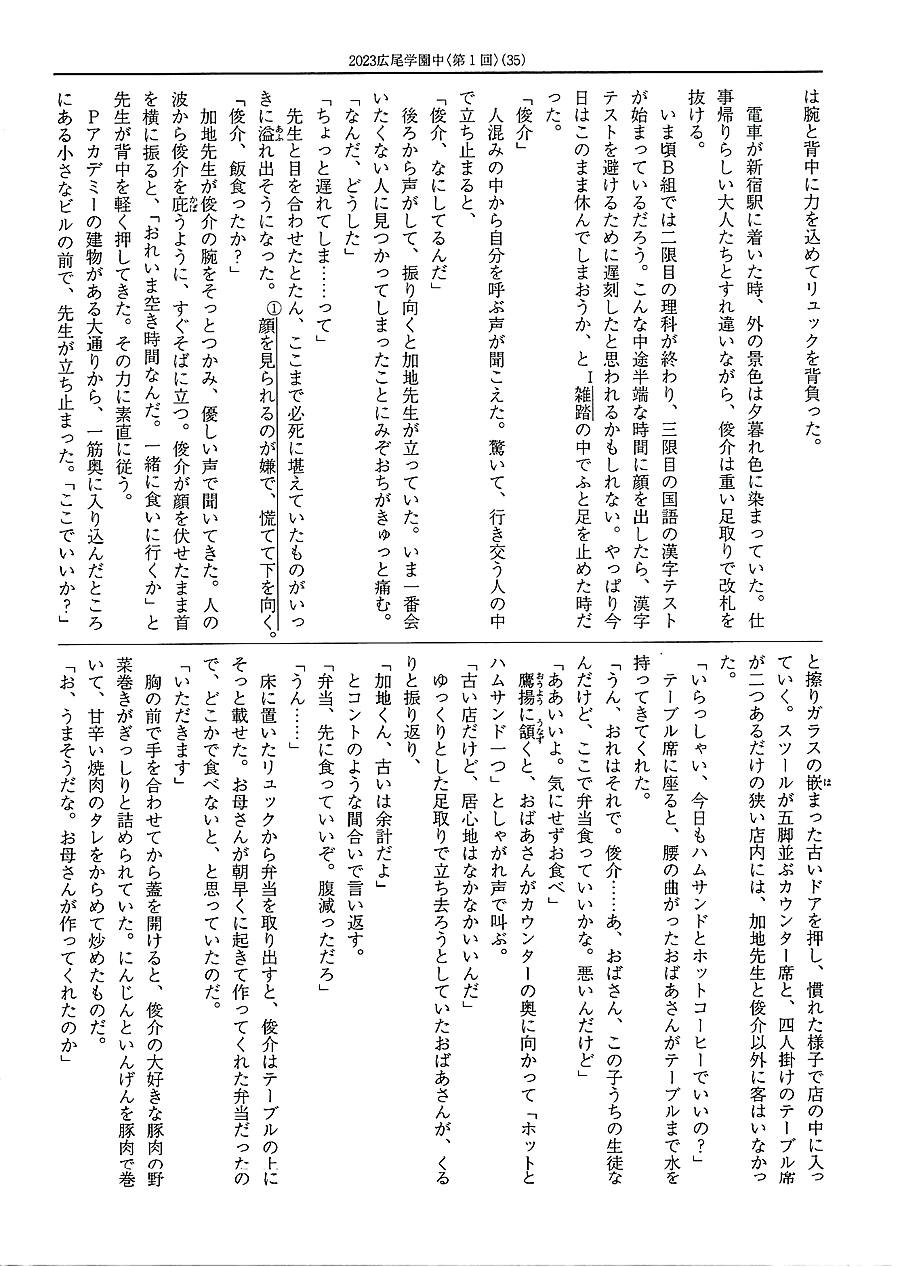 2023広尾学園中〈第1回〉(35)
は腕と背中に力を込めてリュックを背負った。
電車が新宿駅に着いた時、外の景色は夕暮れ色に染まっていた。仕
事帰りらしい大人たちとすれ違いながら、俊介は重い足取りで改札を
抜ける。
いま頃B組では二限目の理科が終わり、三限目の国語の漢字テスト
が始まっているだろう。こんな中途半端な時間に顔を出したら、漢字
テストを避けるために遅刻したと思われるかもしれない。やっぱり今
日はこのまま休んでしまおうか、とⅠ雑踏の中でふと足を止めた時だ
った。
「俊介」
人混みの中から自分を呼ぶ声が聞こえた。驚いて、行き交う人の中
で立ち止まると、
「俊介、なにしてるんだ」
後ろから声がして、振り向くと加地先生が立っていた。いま一番会
いたくない人に見つかってしまったことにみぞおちがきゅっと痛む。
「なんだ、どうした」
「ちょっと遅れてしま……って」
先生と目を合わせたとたん、ここまで必死に堪えていたものがいっ
きに溢れ出そうになった。①顔を見られるのが嫌で、慌てて下を向く。
「俊介、飯食ったか？」
加地先生が俊介の腕をそっとつかみ、優しい声で聞いてきた。人の
波から俊介を庇うように、すぐそばに立つ。俊介が顔を伏せたまま首
を横に振ると、「おれいま空き時間なんだ。一緒に食いに行くか」と
先生が背中を軽く押してきた。その力に素直に従う。
Pアカデミーの建物がある大通りから、一筋奥に入り込んだところ
にある小さなビルの前で、先生が立ち止まった。「ここでいいか？」
と擦りガラスの嵌まった古いドアを押し、慣れた様子で店の中に入っ
ていく。スツールが五脚並ぶカウンター席と、四人掛けのテーブル席
が二つあるだけの狭い店内には、加地先生と俊介以外に客はいなかっ
た。
「いらっしゃい、今日もハムサンドとホットコーヒーでいいの？」
テーブル席に座ると、腰の曲がったおばあさんがテーブルまで水を
持ってきてくれた。
「うん、おれはそれで。俊介……あ、おばさん、この子うちの生徒な
んだけど、ここで弁当食っていいかな。悪いんだけど」
「ああいいよ。気にせずお食べ」
鷹揚に頷くと、おばあさんがカウンターの奥に向かって「ホットと
ハムサンド一つ」としゃがれ声で叫ぶ。
「古い店だけど、居心地はなかなかいいんだ」
ゆっくりとした足取りで立ち去ろうとしていたおばあさんが、くる
りと振り返り、
「加地くん、古いは余計だよ」
とコントのような間合いで言い返す。
「弁当、先に食っていいぞ。腹減っただろ」
「うん……」
床に置いたリュックから弁当を取り出すと、俊介はテーブルの上に
そっと載せた。お母さんが朝早くに起きて作ってくれた弁当だったの
で、どこかで食べないと、と思っていたのだ。
「いただきます」
胸の前で手を合わせてから蓋を開けると、俊介の大好きな豚肉の野
菜巻きがぎっしりと詰められていた。にんじんといんげんを豚肉で巻
いて、甘辛い焼肉のタレをからめて炒めたものだ。
「お、うまそうだな。お母さんが作ってくれたのか」